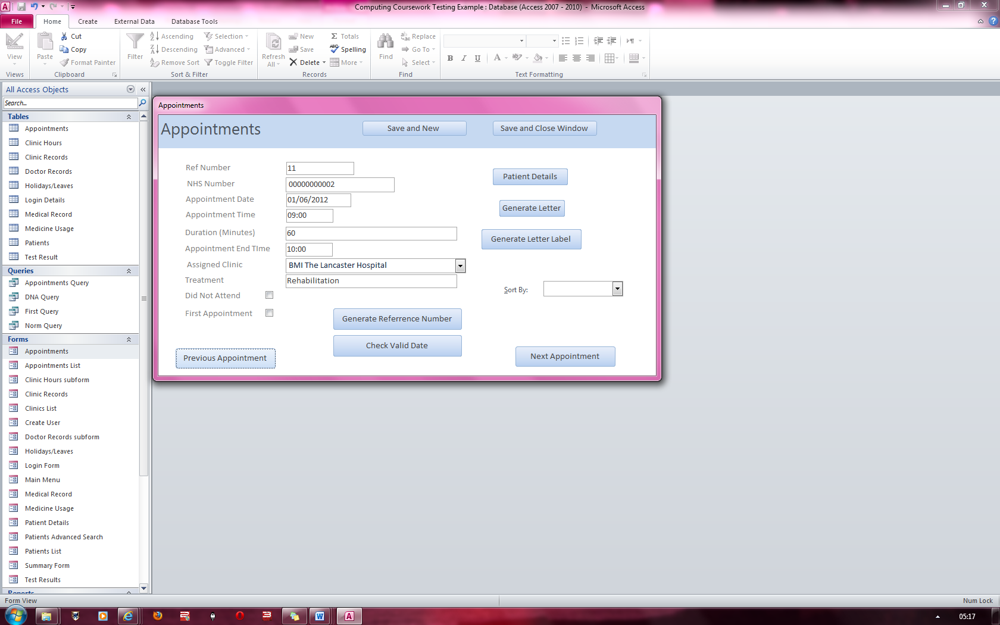 Computing Coursework Testing Example : Database (Access 2007 - 2010) - Microsoft Access
File Home Create External Data Database Tools
View
Views
Paste
Cut
Copy
Format Painter
Clipboard
Filter
Ascending
Descending
Remove Sort
Selection
Advanced
Toggle Filter
Sort & Filter
Refresh
All
New
Save
Delete
Totals
Spelling
More
Records
Find
Replace
Go To
Select
Find
B I U A
Text Formatting
All Access Objects
Search...
Tables
Appointments
Clinic Hours
Clinic Records
Doctor Records
Holidays/Leaves
Login Details
Medical Record
Medicine Usage
Patients
Test Result
Queries
Appointments Query
DNA Query
First Query
Norm Query
Forms
Appointments
Appointments List
Clinic Hours subform
Clinic Records
Clinics List
Create User
Doctor Records subform
Holidays/Leaves
Login Form
Main Menu
Medical Record
Medicine Usage
Patient Details
Patients Advanced Search
Patients List
Summary Form
Test Results
Reports
Appointments
Appointments
Save and New
Save and Close Window
Ref Number 11
NHS Number 00000000002
Appointment Date 01/06/2012
Appointment Time 09:00
Duration (Minutes) 60
Appointment End TIme 10:00
Assigned Clinic BMI The Lancaster Hospital
Treatment Rehabilitation
Did Not Attend
First Appointment
Patient Details
Generate Letter
Generate Letter Label
Sort By:
Generate Referrence Number
Check Valid Date
Previous Appointment
Next Appointment
Form View
Num Lock
05:17